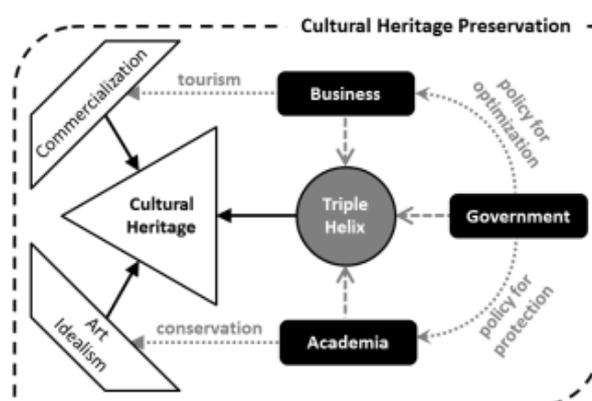 Cultural Heritage Preservation
Commercialization
tourism
Business
policy for
optimization
Cultural
Heritage
Triple
Helix
Government
Art
Idealism
conservation
Academia
policy for
protection